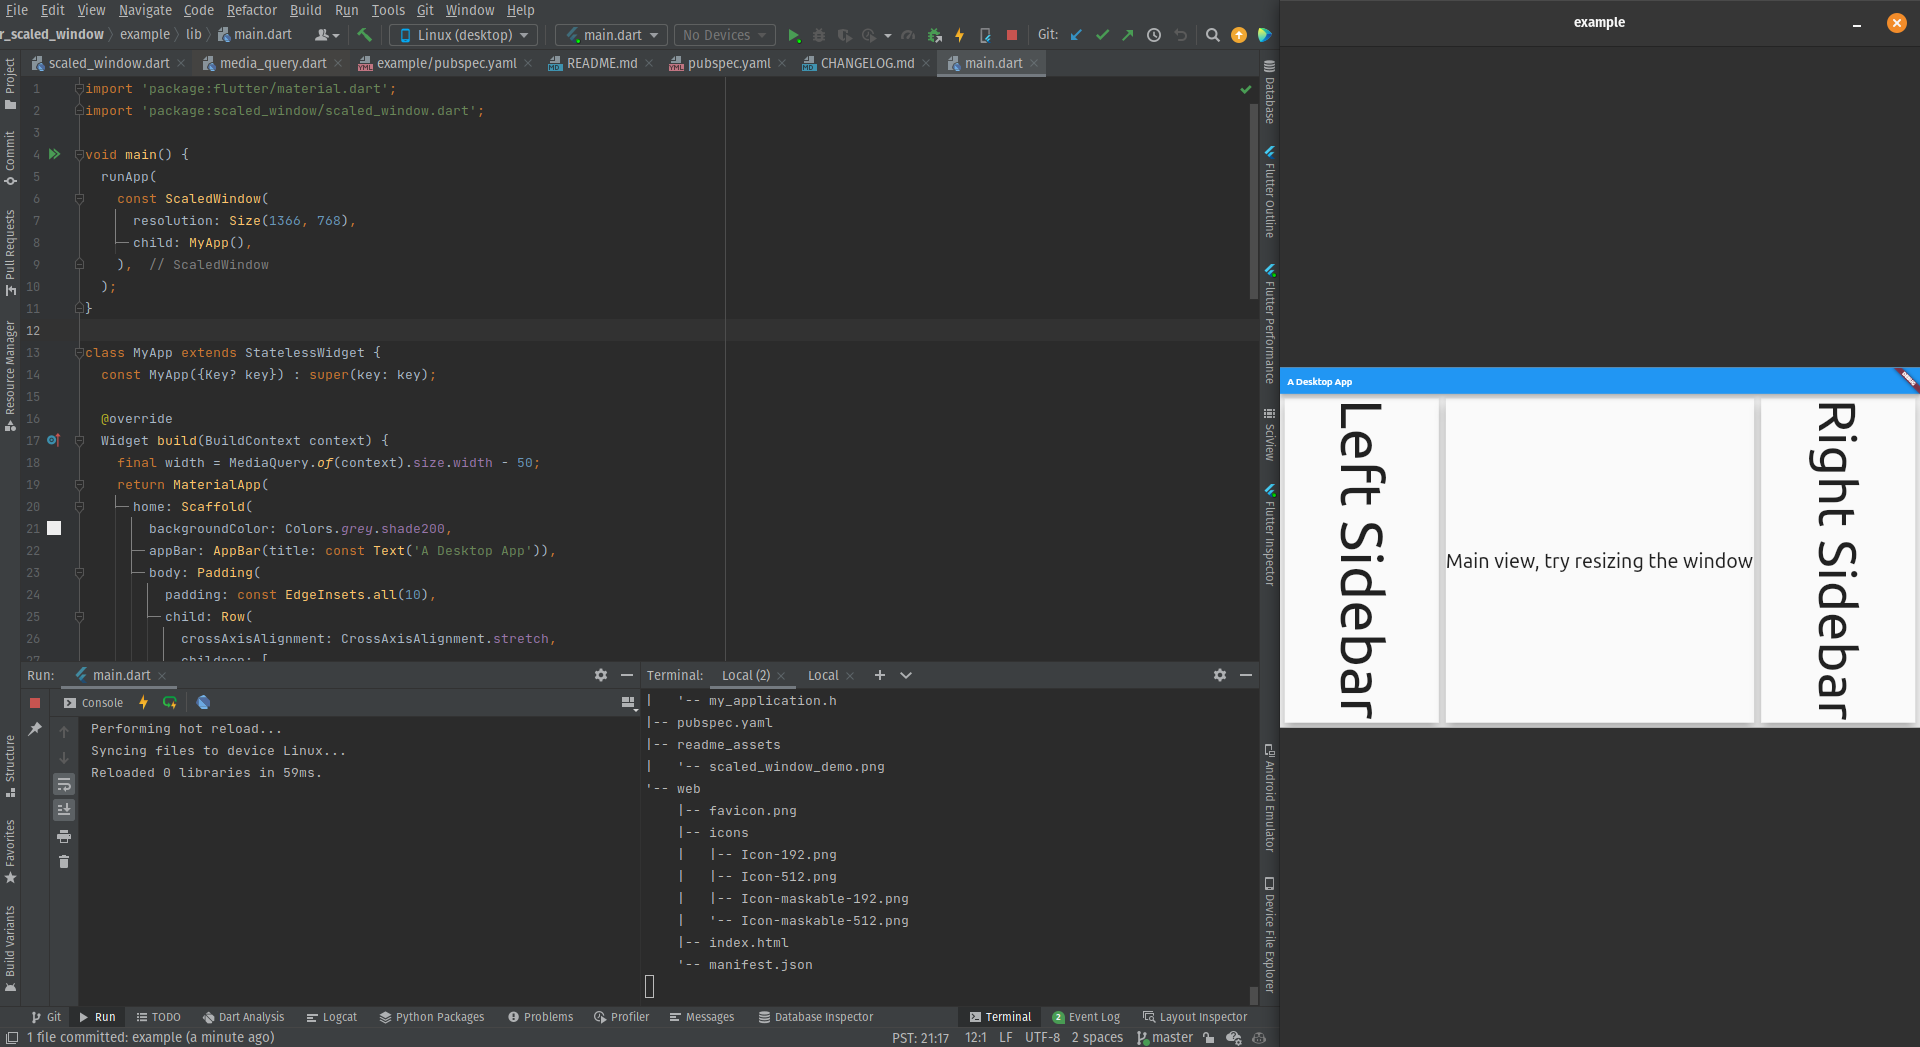 File Edit View Navigate Code Refactor Build Run Tools Git Window Help
r_scaled_window example lib main.dart Linux (desktop) main.dart No Devices Git:
scaled_window.dart media_query.dart example/pubspec.yaml README.md pubspec.yaml CHANGELOG.md main.dart
1 import 'package:flutter/material.dart';
2 import 'package:scaled_window/scaled_window.dart';
3
4 void main() {
5 runApp(
6 const ScaledWindow(
7 resolution: Size(1366, 768),
8 child: MyApp(),
9 ), // ScaledWindow
10 );
11 }
12
13 class MyApp extends StatelessWidget {
14 const MyApp({Key? key}) : super(key: key);
15
16 @override
17 Widget build(BuildContext context) {
18 final width = MediaQuery.of(context).size.width - 50;
19 return MaterialApp(
20 home: Scaffold(
21 backgroundColor: Colors.grey.shade200,
22 appBar: AppBar(title: const Text('A Desktop App')),
23 body: Padding(
24 padding: const EdgeInsets.all(10),
25 child: Row(
26 crossAxisAlignment: CrossAxisAlignment.stretch,
27 children: [
Project
Commit
Pull Requests
Resource Manager
Structure
Favorites
Build Variants
Run: main.dart
Console
Performing hot reload...
Syncing files to device Linux...
Reloaded 0 libraries in 59ms.
Terminal: Local (2) Local
| '-- my_application.h
|-- pubspec.yaml
|-- readme_assets
| '-- scaled_window_demo.png
'-- web
|-- favicon.png
|-- icons
| |-- Icon-192.png
| |-- Icon-512.png
| |-- Icon-maskable-192.png
| '-- Icon-maskable-512.png
|-- index.html
'-- manifest.json
Database
Flutter Outline
Flutter Performance
SciView
Flutter Inspector
Android Emulator
Device File Explorer
Git Run TODO Dart Analysis Logcat Python Packages Problems Profiler Messages Database Inspector Terminal 2 Event Log Layout Inspector
1 file committed: example (a minute ago) PST: 21:17 12:1 LF UTF-8 2 spaces master
example
A Desktop App
DEBUG
Left Sidebar
Main view, try resizing the window
Right Sidebar